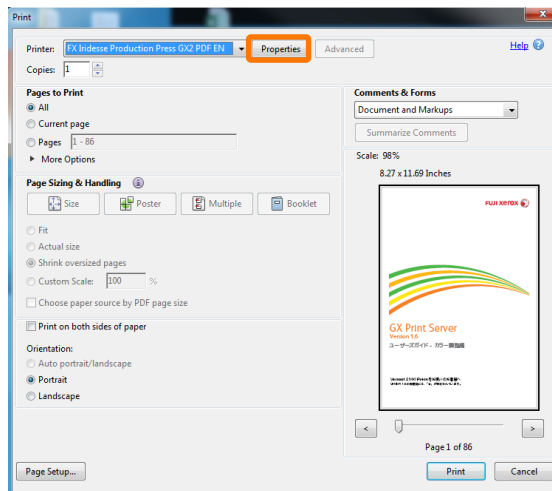 Print
Printer: FX Iridesse Production Press GX2 PDF EN Properties Advanced Help
Copies: 1
Pages to Print
All
Current page
Pages 1 - 86
More Options
Page Sizing & Handling
Size Poster Multiple Booklet
Fit
Actual size
Shrink oversized pages
Custom Scale: 100 %
Choose paper source by PDF page size
Print on both sides of paper
Orientation:
Auto portrait/landscape
Portrait
Landscape
Comments & Forms
Document and Markups
Summarize Comments
Scale: 98%
8.27 x 11.69 Inches
FUJI XEROX
GX Print Server
Version 1.6
ユーザーズガイド - カラー調整編
< >
Page 1 of 86
Page Setup... Print Cancel